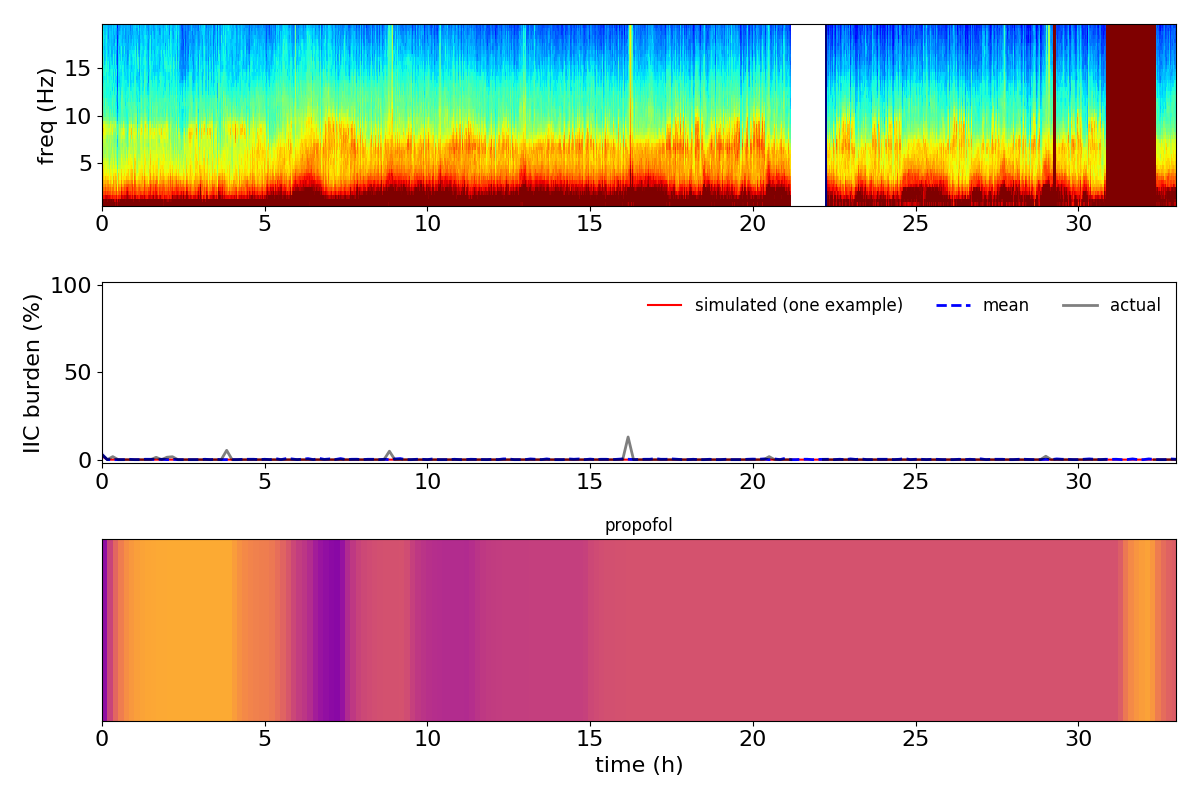 freq (Hz)
15
10
5
0 5 10 15 20 25 30
IIC burden (%)
100
50
0
simulated (one example) mean actual
0 5 10 15 20 25 30
propofol
0 5 10 15 20 25 30
time (h)